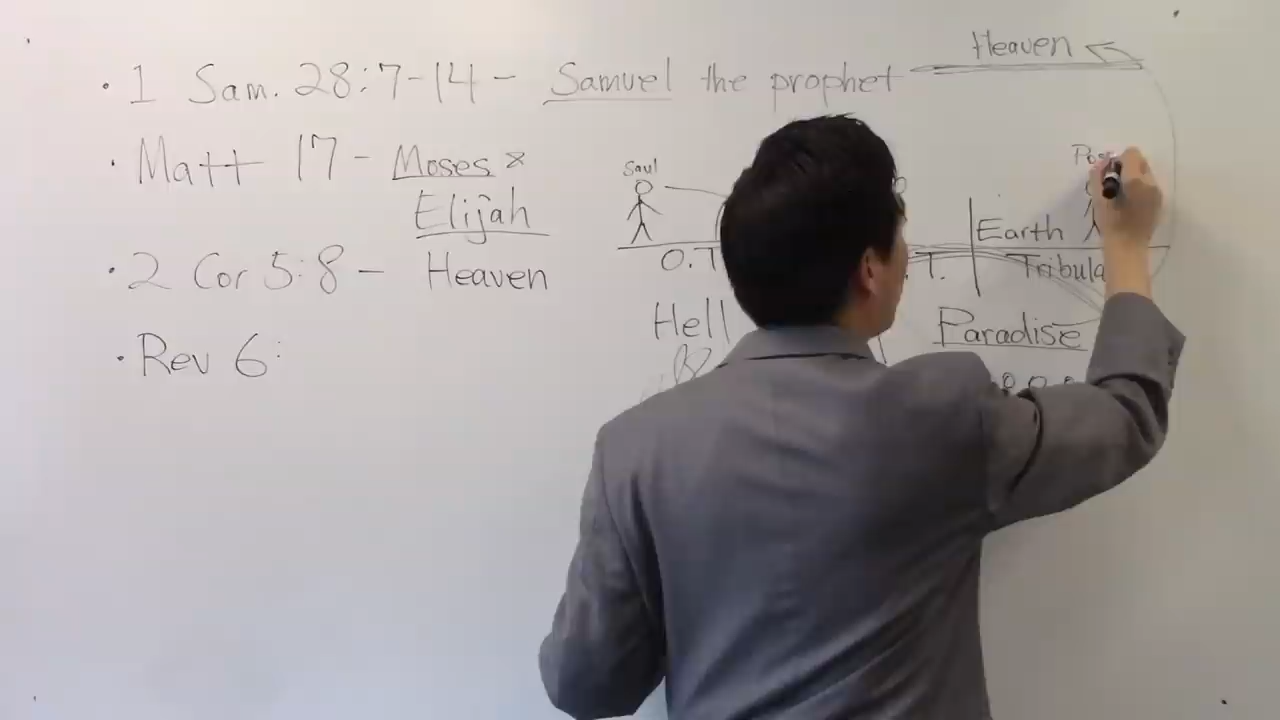 Heaven
• 1 Sam. 28:7-14 - Samuel the prophet
• Matt 17 - Moses &
Elijah
• 2 Cor 5:8 - Heaven
• Rev 6:
Saul
Earth
O.T
T.
Tribula
Hell
Paradise